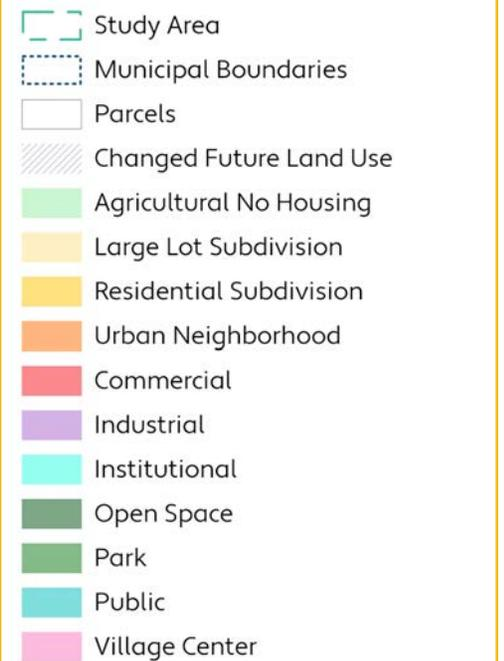 Study Area
Municipal Boundaries
Parcels
Changed Future Land Use
Agricultural No Housing
Large Lot Subdivision
Residential Subdivision
Urban Neighborhood
Commercial
Industrial
Institutional
Open Space
Park
Public
Village Center